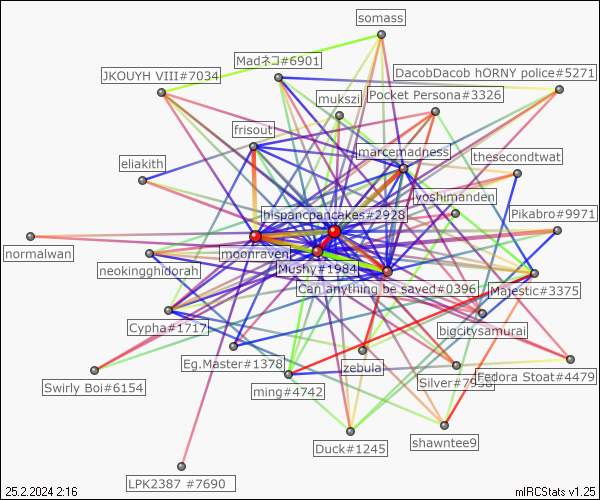 somass
Madネコ#6901
JKOUYH VIII#7034
DacobDacob hORNY police#5271
Pocket Persona#3326
mukszi
frisout
marcemadness
eliakith
thesecondtwat
yoshimanden
hispancpancakes#2928
Pikabro#9971
normalwan
moonraven
neokingghidorah
Mushy#1984
Can anything be saved#0396
Majestic#3375
Cypha#1717
bigcitysamurai
Eg.Master#1378
zebula
Swirly Boi#6154
ming#4742
Silver#7938
Fedora Stoat#4479
Duck#1245
shawntee9
LPK2387 #7690
25.2.2024 2:16
mIRCStats v1.25